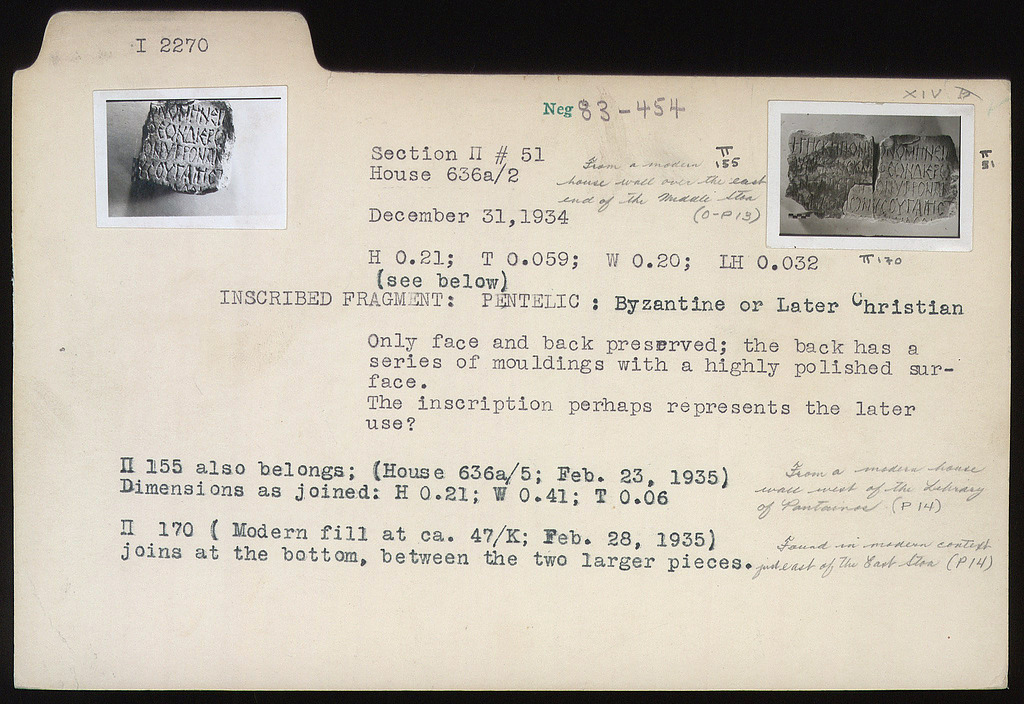 I 2270
Neg 83-454
XIV
Section Π # 51
House 636a/2
From a modern
house wall over the east
end of the Middle Stoa
(O-P 13)
Π
155
Π
51
December 31,1934
H 0.21; T 0.059; W 0.20; LH 0.032
Π 170
(see below)
INSCRIBED FRAGMENT: PENTELIC : Byzantine or Later Christian
Only face and back preserved; the back has a
series of mouldings with a highly polished sur-
face.
The inscription perhaps represents the later
use?
Π 155 also belongs; (House 636a/5; Feb. 23, 1935)
Dimensions as joined: H 0.21; W 0.41; T 0.06
From a modern house
wall west of the Library
of Pantainos (P 14)
Π 170 ( Modern fill at ca. 47/K; Feb. 28, 1935)
joins at the bottom, between the two larger pieces.
Found in modern context
just east of the East Stoa (P14)